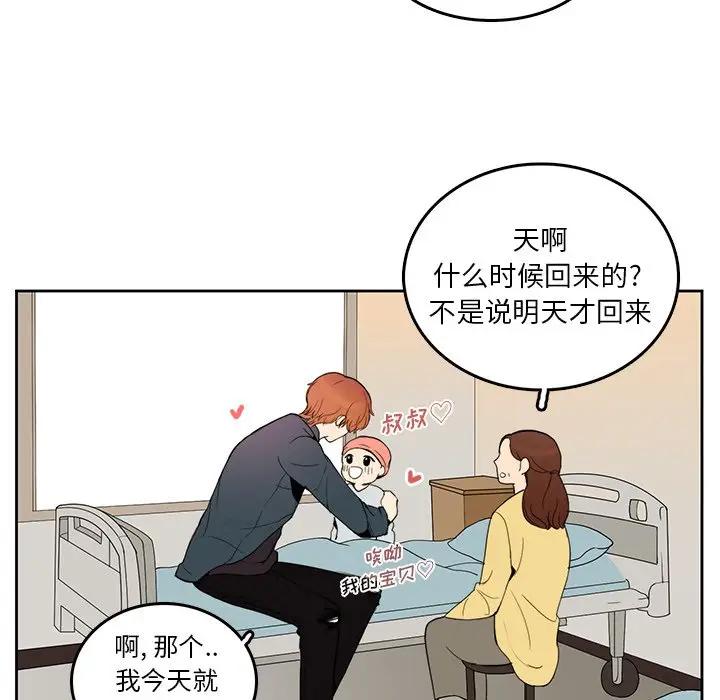 天啊
什么时候回来的?
不是说明天才回来
叔叔♡
唉呦
我的宝贝♡
啊, 那个..
我今天就